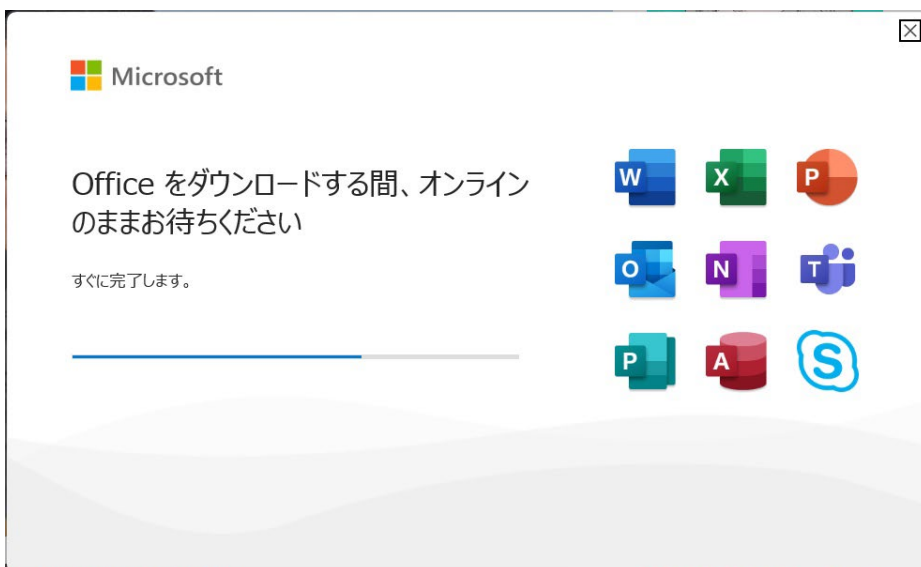 Microsoft
Office をダウンロードする間、オンライン
のままお待ちください
すぐに完了します。
W X P
O N T
P A S